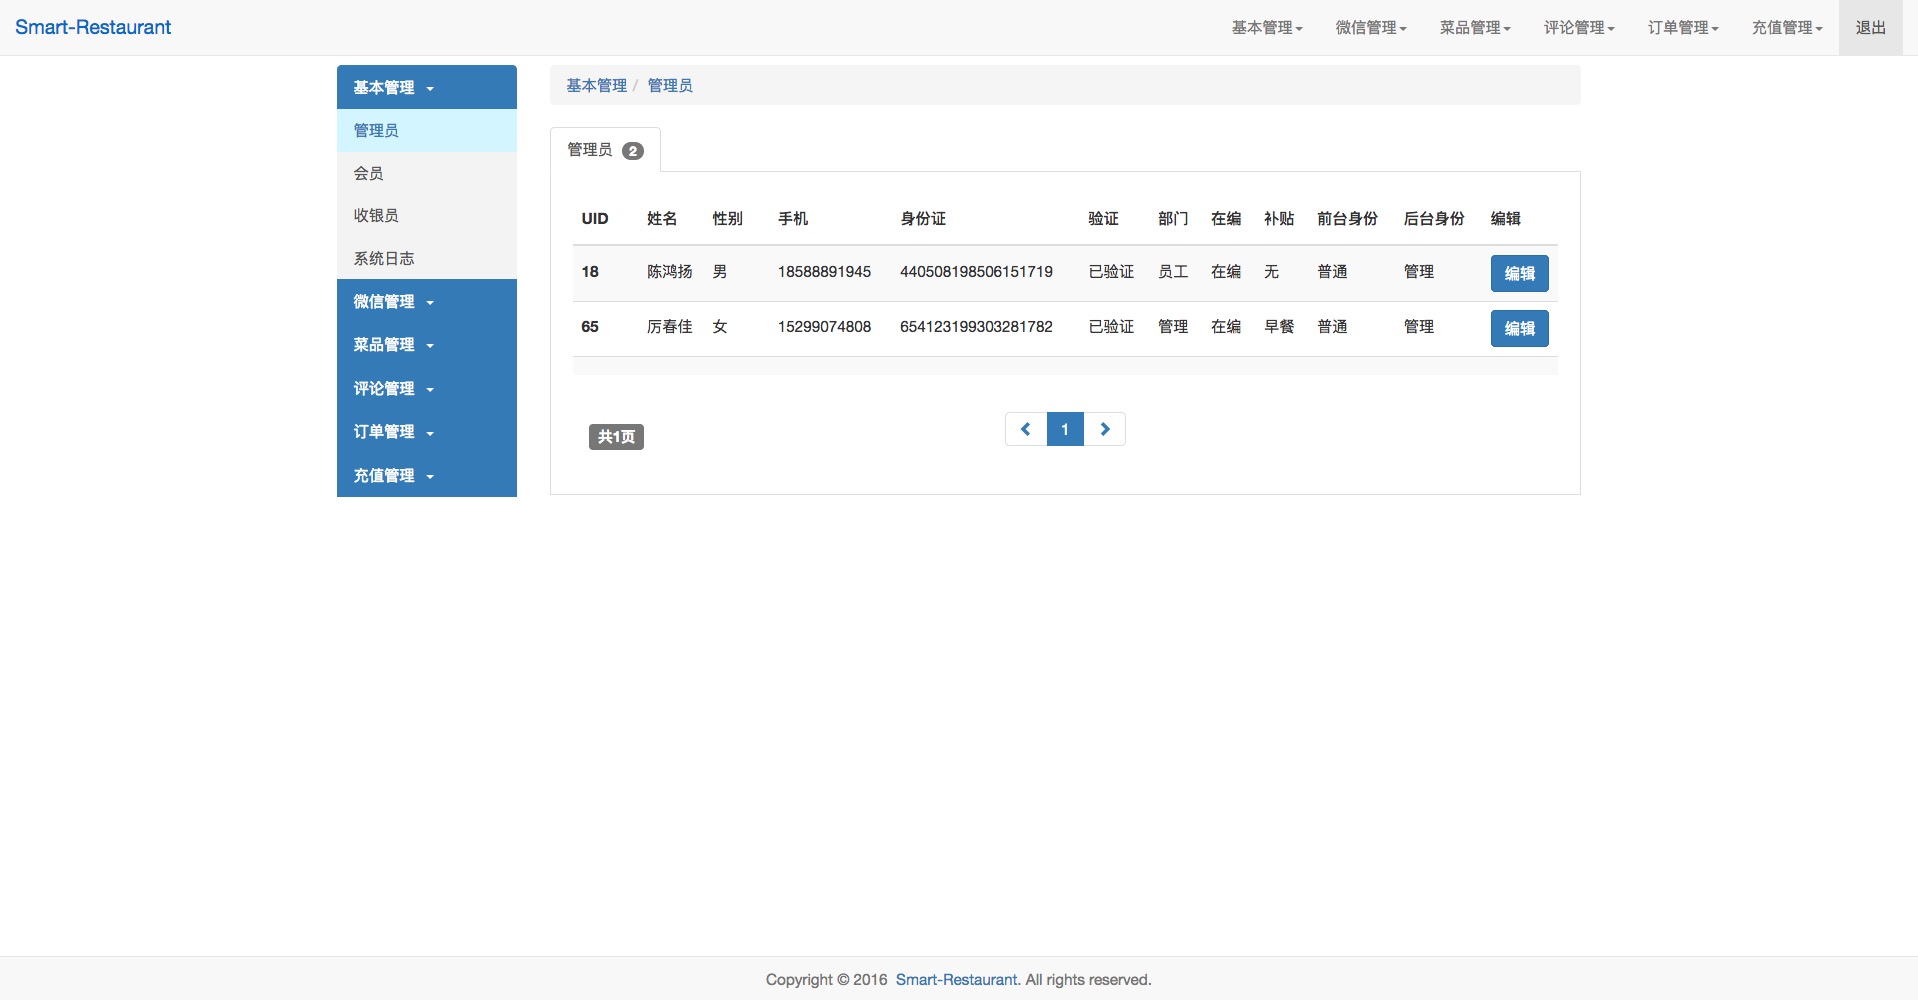 Smart-Restaurant 基本管理 微信管理 菜品管理 评论管理 订单管理 充值管理 退出
基本管理
管理员
会员
收银员
系统日志
微信管理
菜品管理
评论管理
订单管理
充值管理
基本管理 / 管理员
管理员 2
UID 姓名 性别 手机 身份证 验证 部门 在编 补贴 前台身份 后台身份 编辑
18 陈鸿扬 男 18588891945 440508198506151719 已验证 员工 在编 无 普通 管理 编辑
65 厉春佳 女 15299074808 654123199303281782 已验证 管理 在编 早餐 普通 管理 编辑
共1页 1
Copyright © 2016 Smart-Restaurant. All rights reserved.